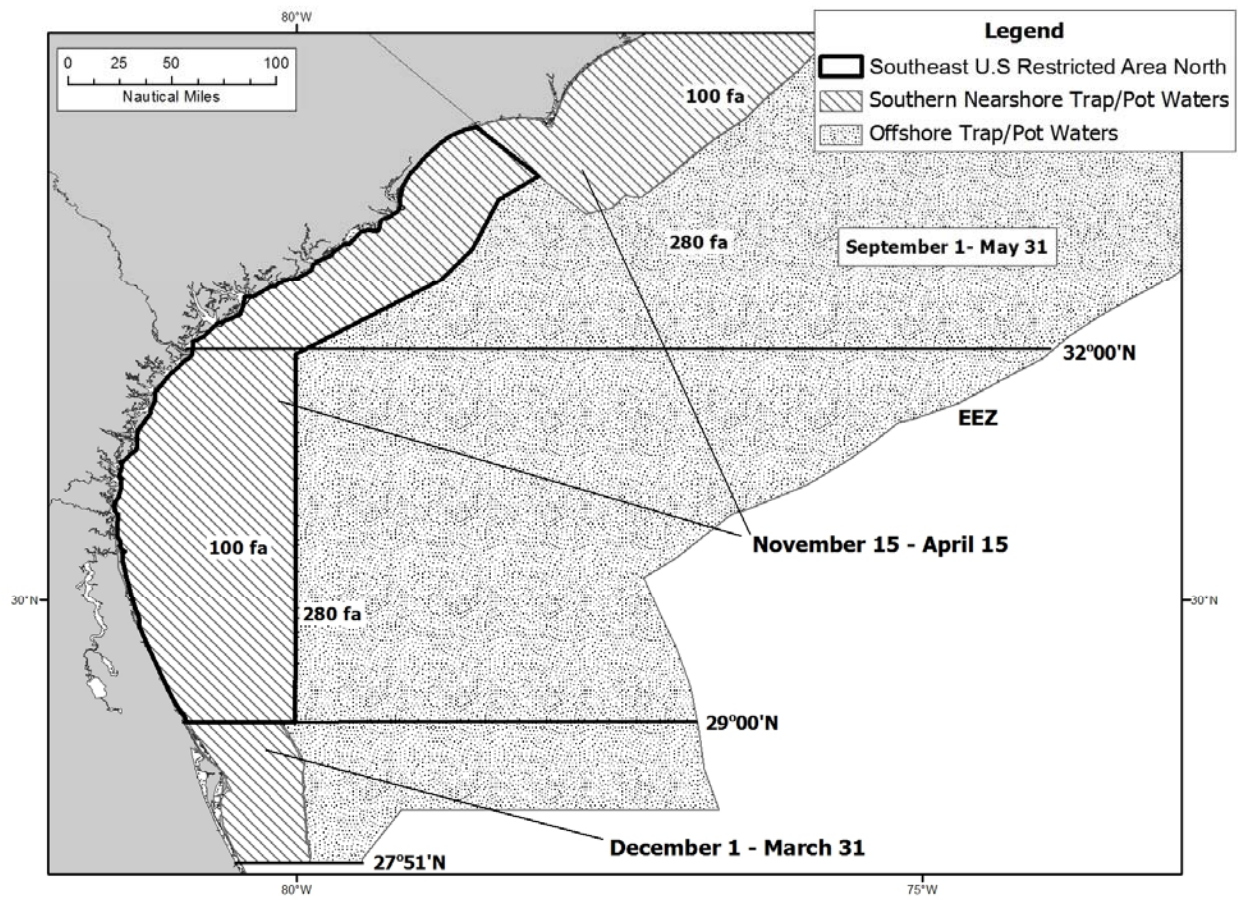 80°W
0 25 50 100
Nautical Miles
Legend
Southeast U.S Restricted Area North
Southern Nearshore Trap/Pot Waters
Offshore Trap/Pot Waters
100 fa
280 fa
September 1- May 31
32°00'N
EEZ
November 15 - April 15
100 fa
30°N
280 fa
30°N
29°00'N
December 1 - March 31
27°51'N
80°W
75°W